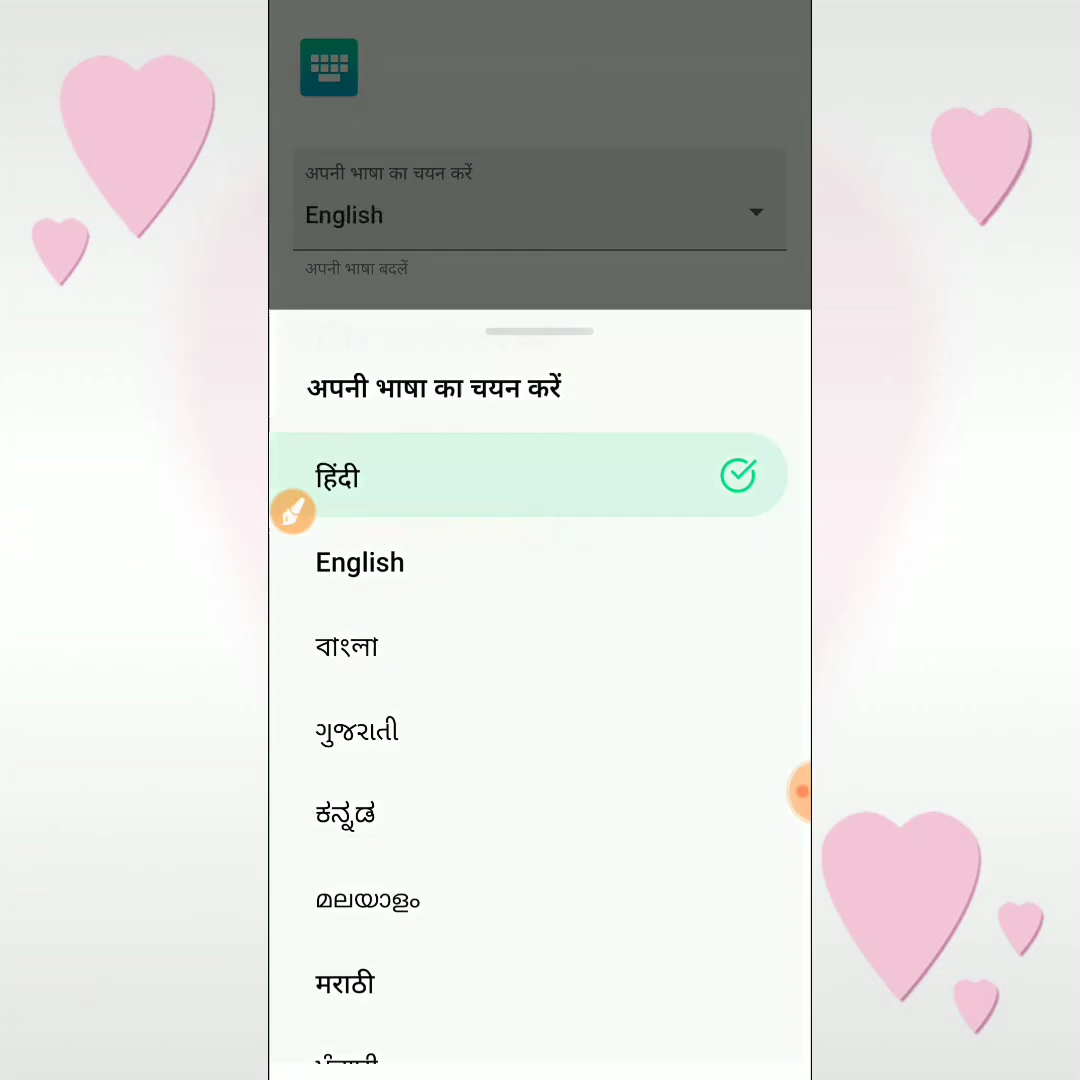 अपनी भाषा का चयन करें
English
अपनी भाषा बदलें
अपनी भाषा का चयन करें
हिंदी
English
বাংলা
ગુજરાતી
ಕನ್ನಡ
മലയാളം
मराठी